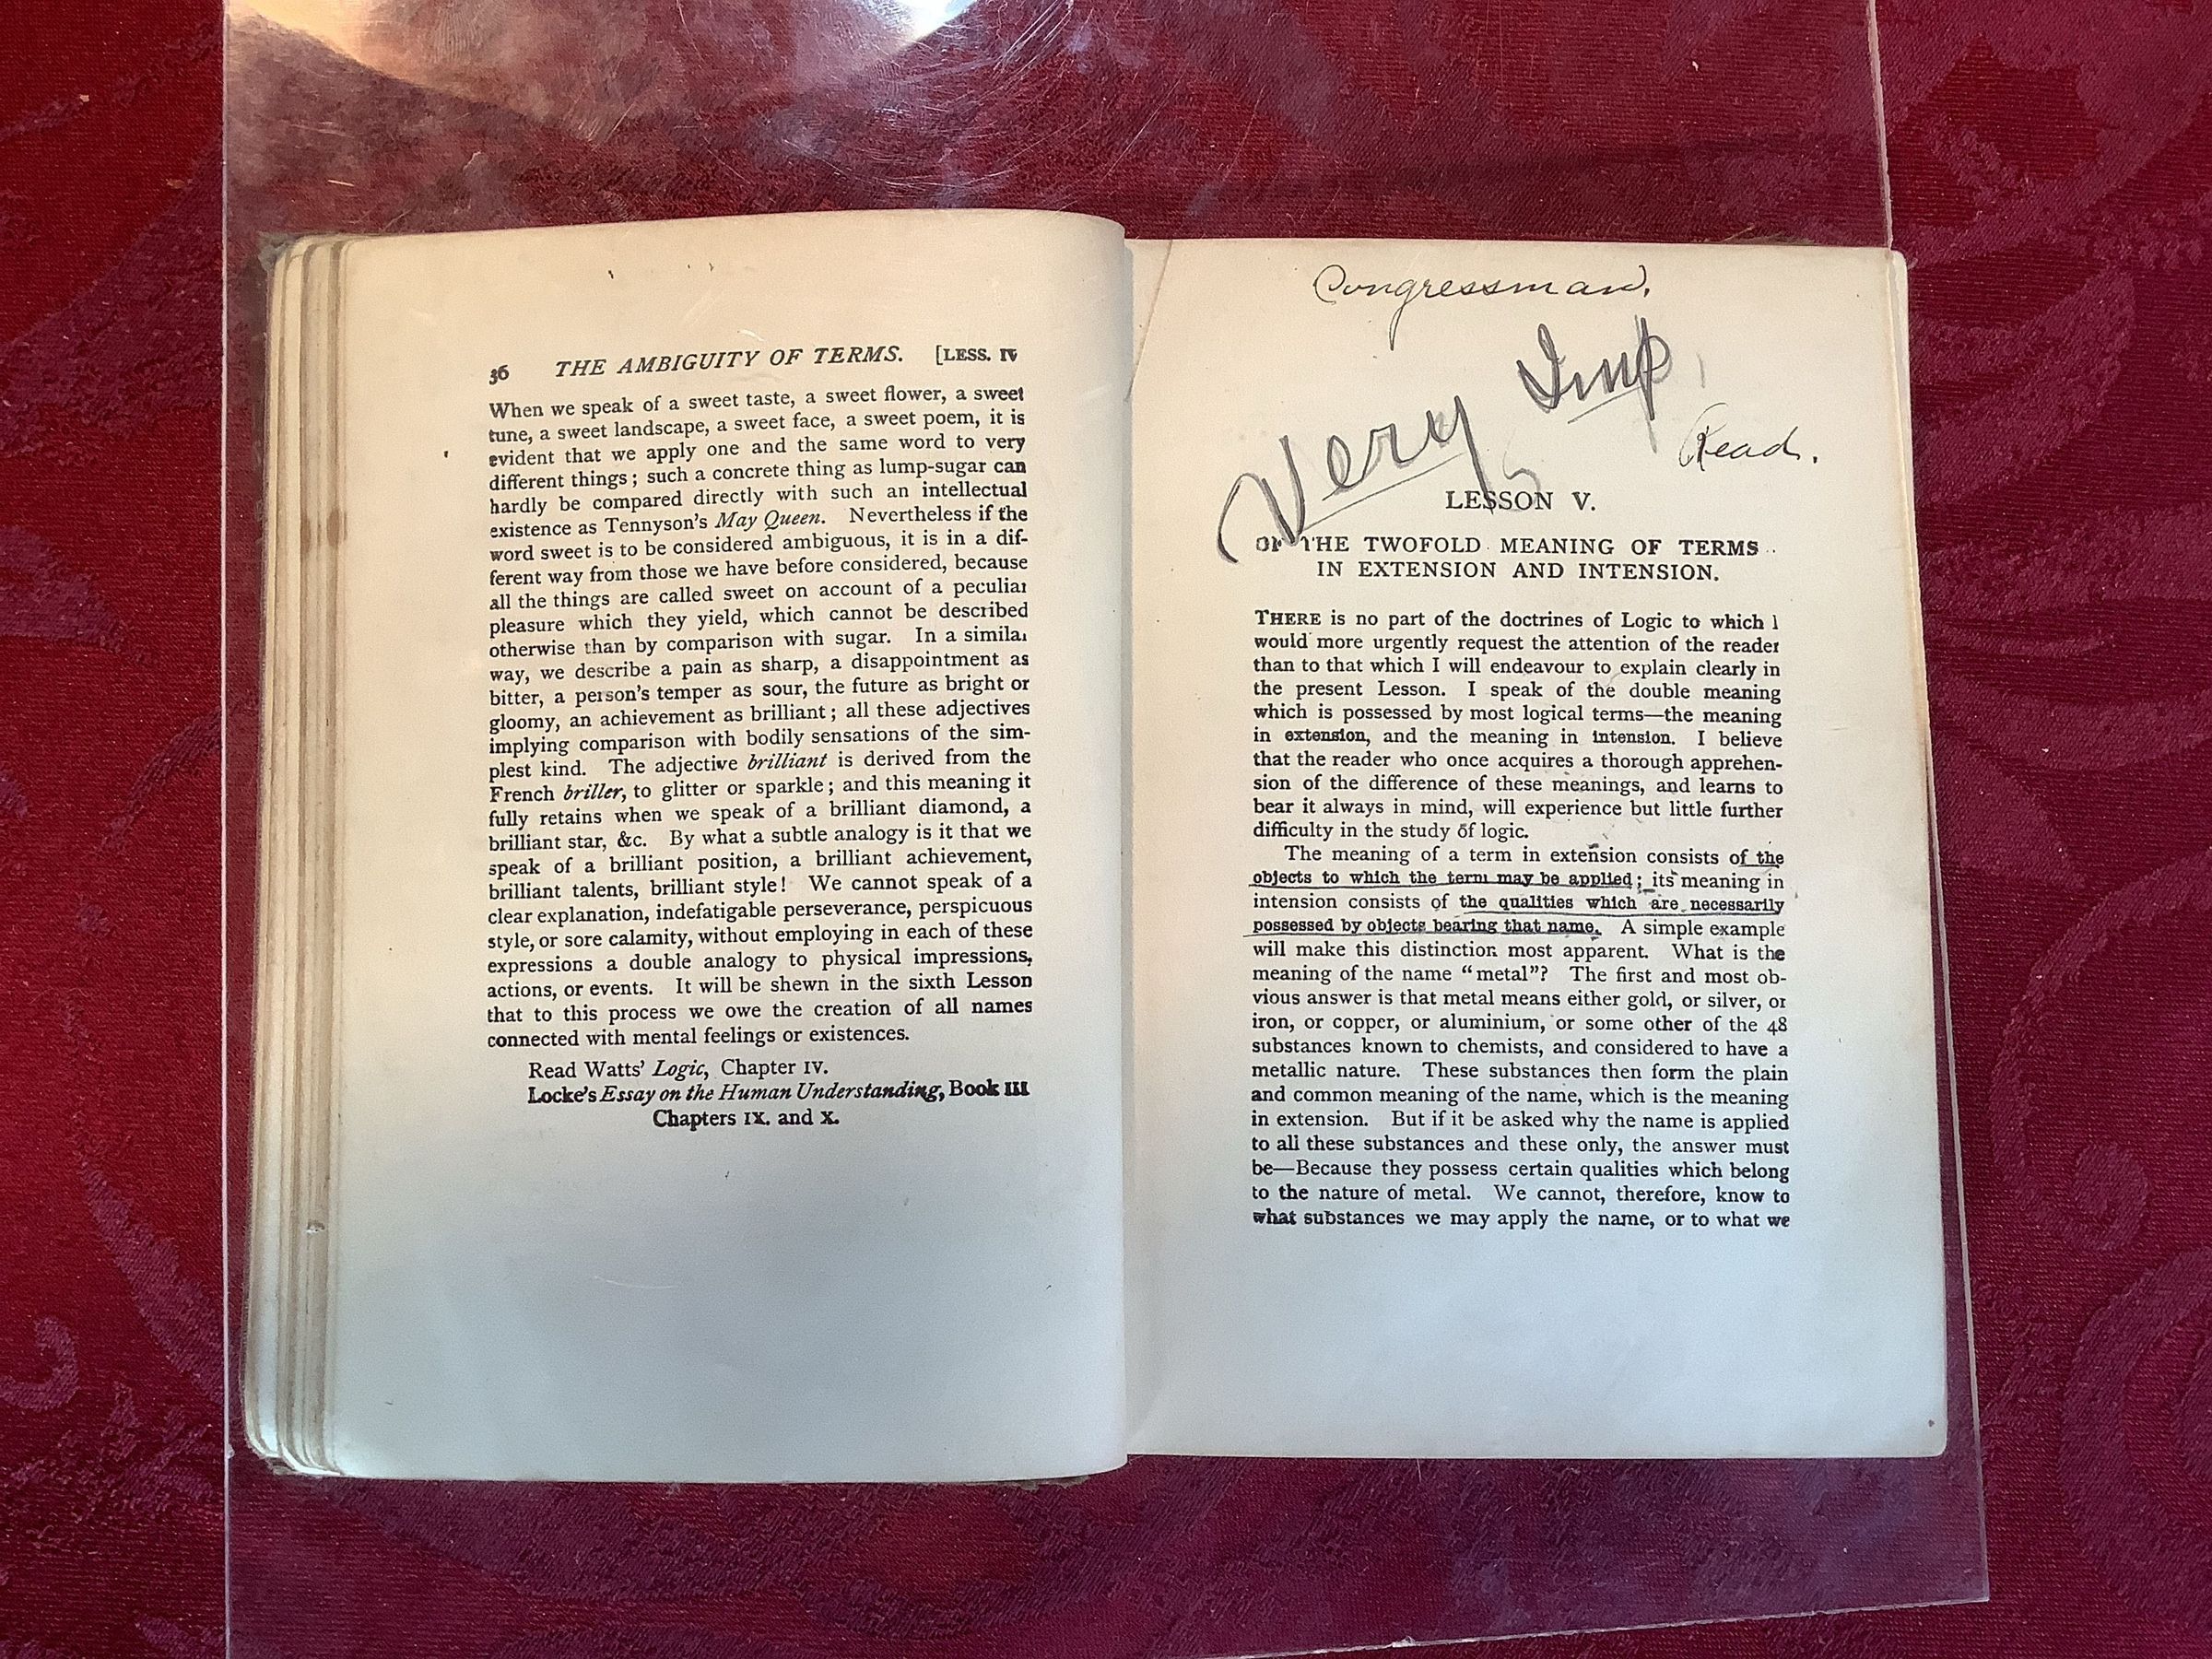 36 THE AMBIGUITY OF TERMS. [LESS. IV
When we speak of a sweet taste, a sweet flower, a sweet
tune, a sweet landscape, a sweet face, a sweet poem, it is
evident that we apply one and the same word to very
different things; such a concrete thing as lump-sugar can
hardly be compared directly with such an intellectual
existence as Tennyson's May Queen. Nevertheless if the
word sweet is to be considered ambiguous, it is in a dif-
ferent way from those we have before considered, because
all the things are called sweet on account of a peculiar
pleasure which they yield, which cannot be described
otherwise than by comparison with sugar. In a similar
way, we describe a pain as sharp, a disappointment as
bitter, a person's temper as sour, the future as bright or
gloomy, an achievement as brilliant; all these adjectives
implying comparison with bodily sensations of the sim-
plest kind. The adjective brilliant is derived from the
French briller, to glitter or sparkle; and this meaning it
fully retains when we speak of a brilliant diamond, a
brilliant star, &c. By what a subtle analogy is it that we
speak of a brilliant position, a brilliant achievement,
brilliant talents, brilliant style! We cannot speak of a
clear explanation, indefatigable perseverance, perspicuous
style, or sore calamity, without employing in each of these
expressions a double analogy to physical impressions,
actions, or events. It will be shewn in the sixth Lesson
that to this process we owe the creation of all names
connected with mental feelings or existences.
Read Watts' Logic, Chapter IV.
Locke's Essay on the Human Understanding, Book III
Chapters IX. and X.
Congressman.
Very Imp
Read.
LESSON V.
OF THE TWOFOLD MEANING OF TERMS
IN EXTENSION AND INTENSION.
THERE is no part of the doctrines of Logic to which I
would more urgently request the attention of the reader
than to that which I will endeavour to explain clearly in
the present Lesson. I speak of the double meaning
which is possessed by most logical terms—the meaning
in extension, and the meaning in intension. I believe
that the reader who once acquires a thorough apprehen-
sion of the difference of these meanings, and learns to
bear it always in mind, will experience but little further
difficulty in the study of logic.
The meaning of a term in extension consists of the
objects to which the term may be applied; its meaning in
intension consists of the qualities which are necessarily
possessed by objects bearing that name. A simple example
will make this distinction most apparent. What is the
meaning of the name "metal"? The first and most ob-
vious answer is that metal means either gold, or silver, or
iron, or copper, or aluminium, or some other of the 48
substances known to chemists, and considered to have a
metallic nature. These substances then form the plain
and common meaning of the name, which is the meaning
in extension. But if it be asked why the name is applied
to all these substances and these only, the answer must
be—Because they possess certain qualities which belong
to the nature of metal. We cannot, therefore, know to
what substances we may apply the name, or to what we